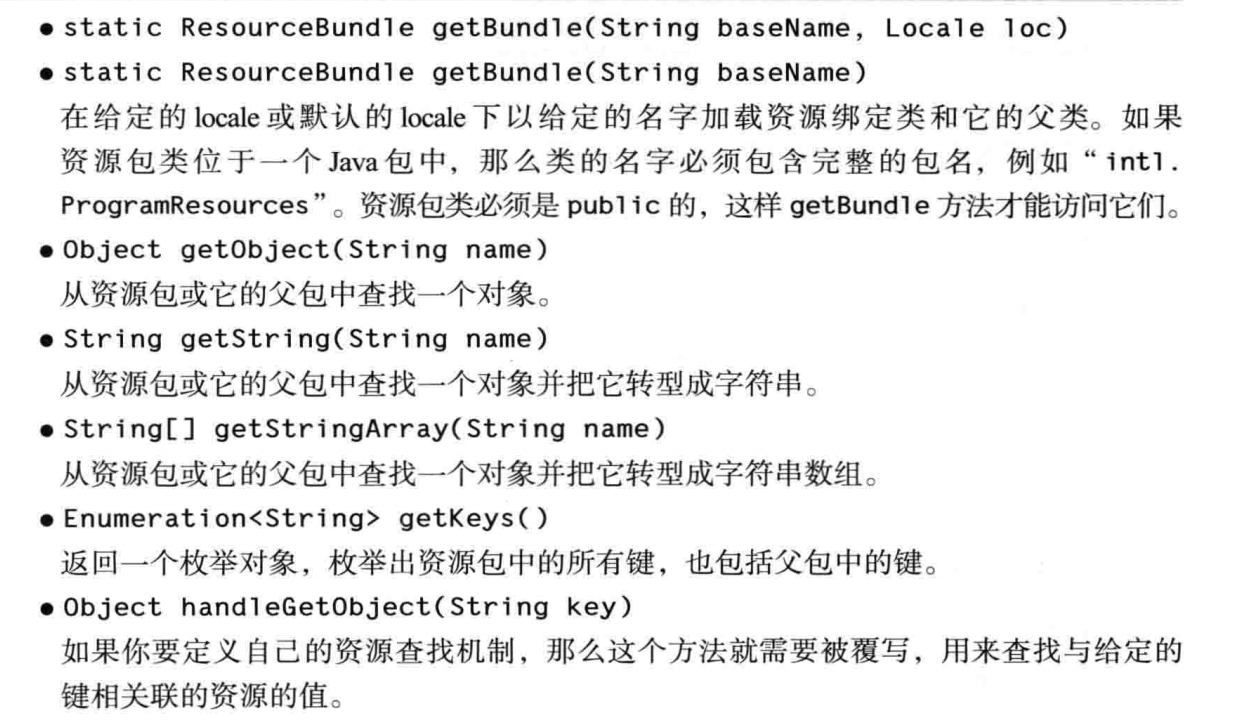 ● static ResourceBundle getBundle(String baseName, Locale loc)
● static ResourceBundle getBundle(String baseName)
在给定的 locale 或默认的 locale 下以给定的名字加载资源绑定类和它的父类。如果
资源包类位于一个 Java 包中，那么类的名字必须包含完整的包名，例如“intl.
ProgramResources”。资源包类必须是 public 的，这样 getBundle 方法才能访问它们。
● Object getObject(String name)
从资源包或它的父包中查找一个对象。
● String getString(String name)
从资源包或它的父包中查找一个对象并把它转型成字符串。
● String[] getStringArray(String name)
从资源包或它的父包中查找一个对象并把它转型成字符串数组。
● Enumeration<String> getKeys()
返回一个枚举对象，枚举出资源包中的所有键，也包括父包中的键。
● Object handleGetObject(String key)
如果你要定义自己的资源查找机制，那么这个方法就需要被覆写，用来查找与给定的
键相关联的资源的值。